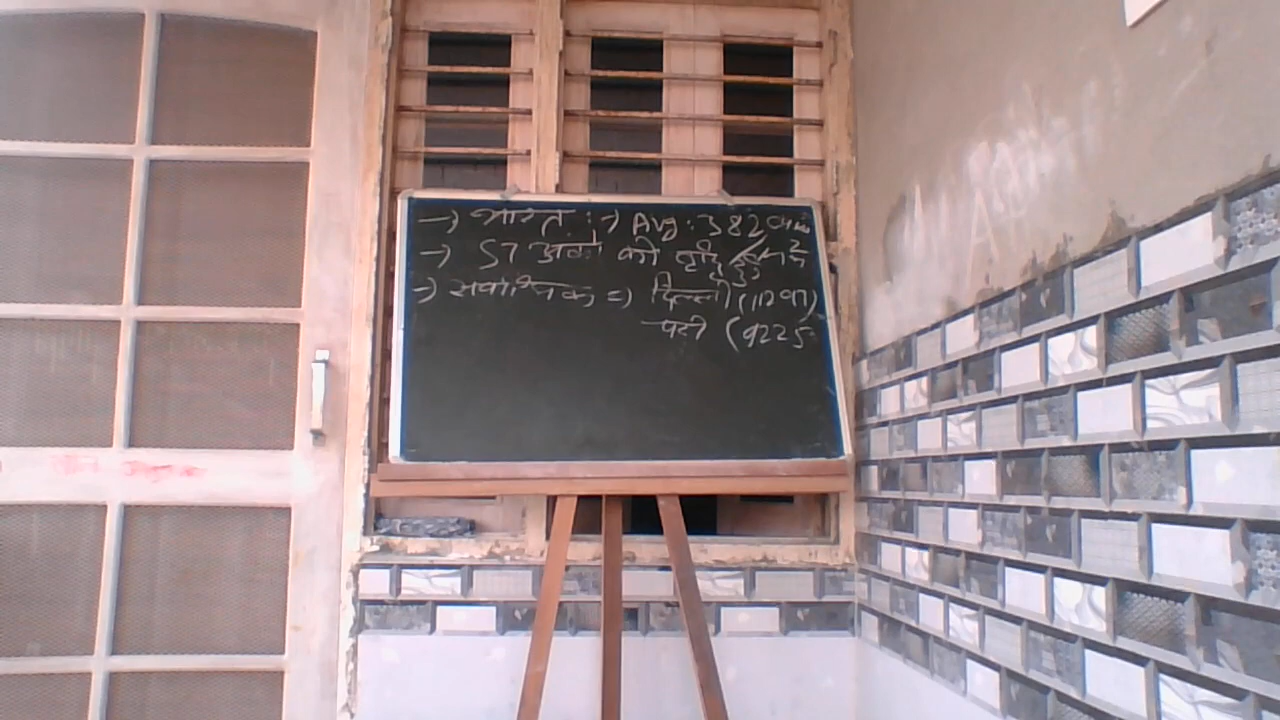 → भारत :→ Avg : 382
→ 57 अंको की वृद्धि हुई
→ सर्वाधिक ⇒ दिल्ली (11297)
(9225